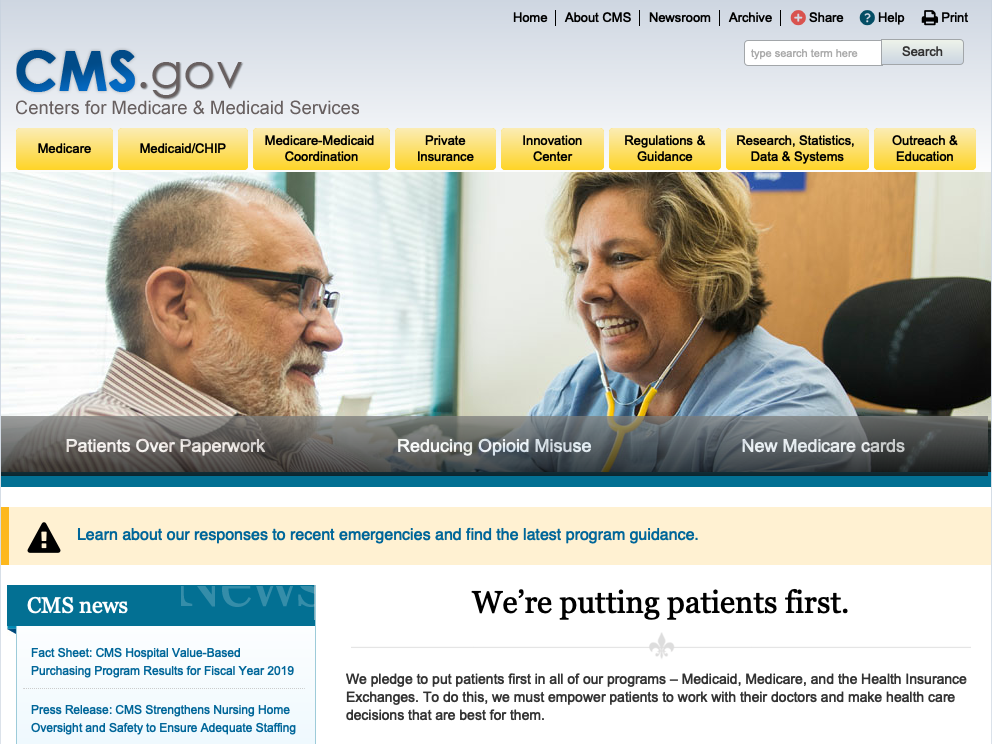 Home
About CMS
Newsroom
Archive
Share
Help
Print
type search term here
Search
CMS.gov
Centers for Medicare & Medicaid Services
Medicare
Medicaid/CHIP
Medicare-Medicaid
Coordination
Private
Insurance
Innovation
Center
Regulations &
Guidance
Research, Statistics,
Data & Systems
Outreach &
Education
Patients Over Paperwork
Reducing Opioid Misuse
New Medicare cards
Learn about our responses to recent emergencies and find the latest program guidance.
News
CMS news
Fact Sheet: CMS Hospital Value-Based
Purchasing Program Results for Fiscal Year 2019
Press Release: CMS Strengthens Nursing Home
Oversight and Safety to Ensure Adequate Staffing
We’re putting patients first.
We pledge to put patients first in all of our programs – Medicaid, Medicare, and the Health Insurance
Exchanges. To do this, we must empower patients to work with their doctors and make health care
decisions that are best for them.